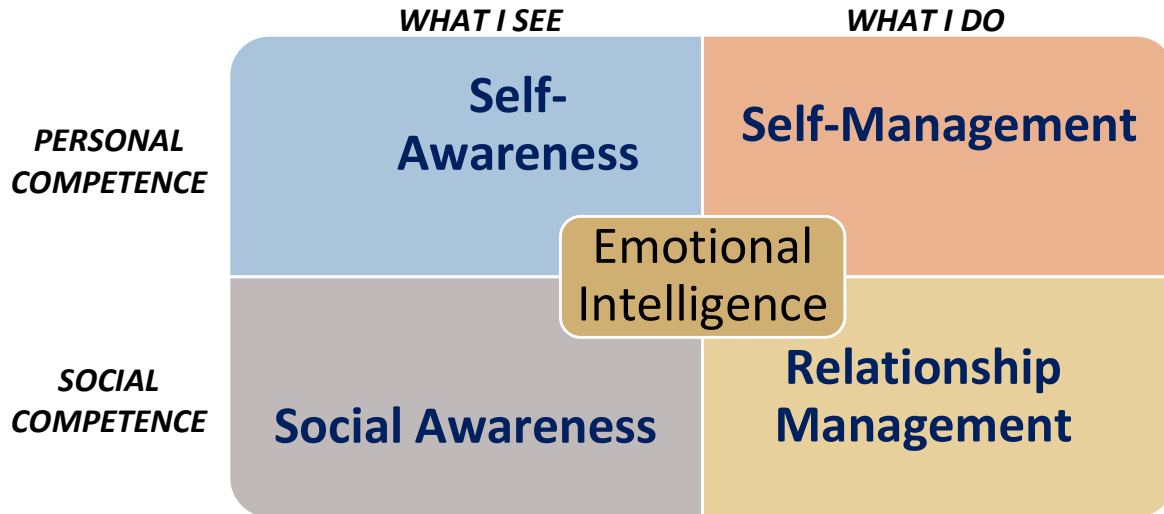 WHAT I SEE
WHAT I DO
PERSONAL
COMPETENCE
Self-
Awareness
Self-Management
Emotional
Intelligence
SOCIAL
COMPETENCE
Social Awareness
Relationship
Management